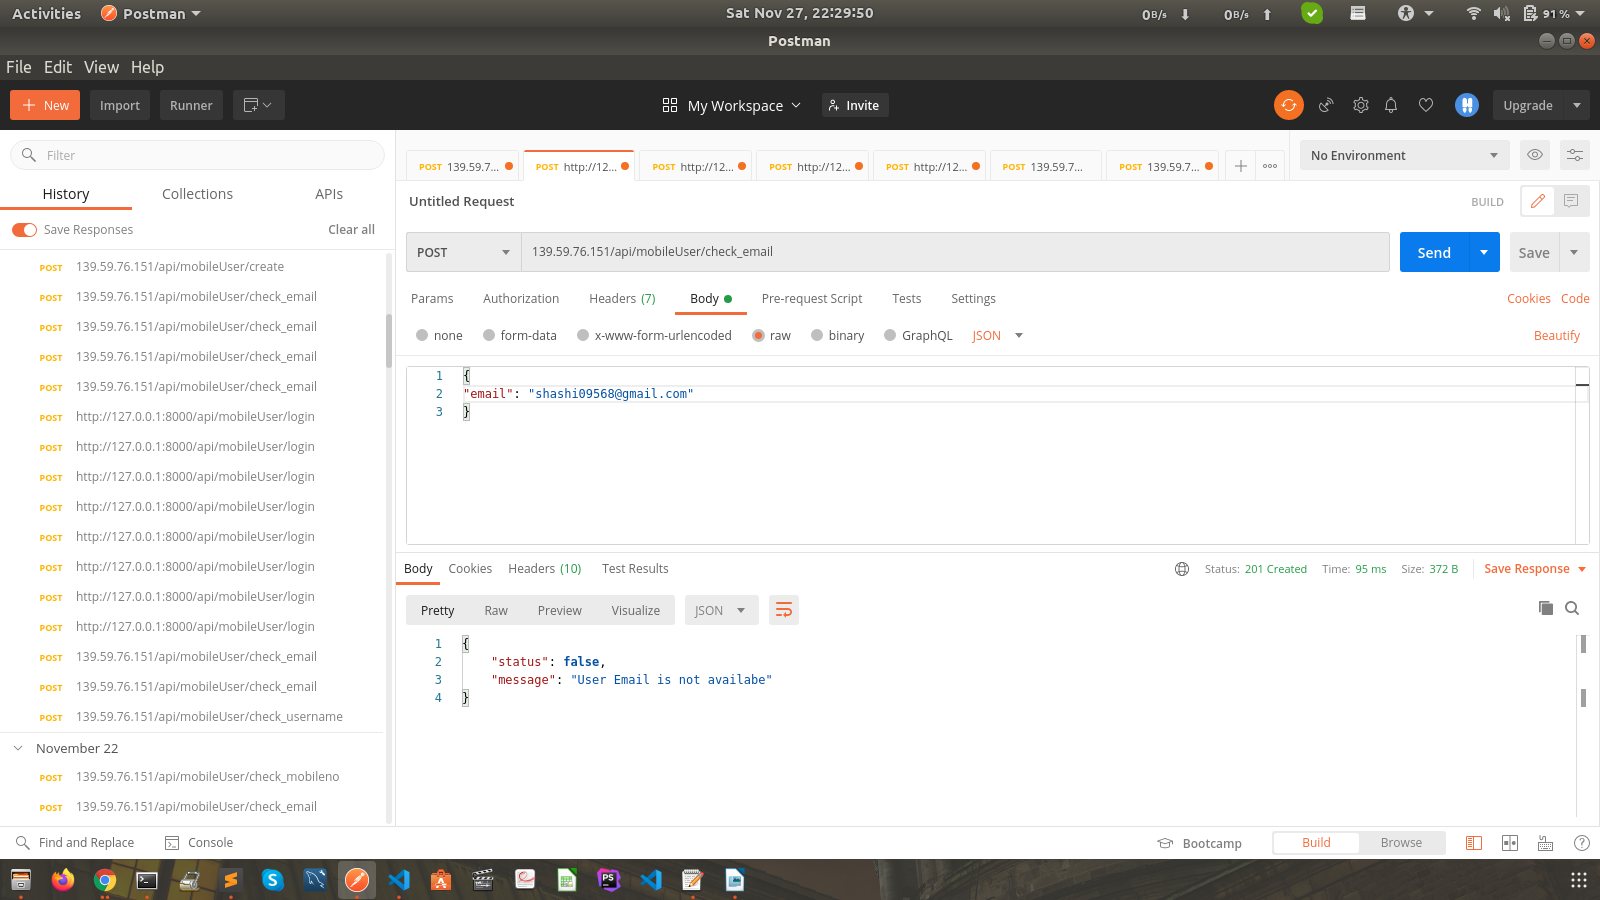 Activities Postman Sat Nov 27, 22:29:50 0B/s 0B/s 91%
Postman
File Edit View Help
New Import Runner My Workspace Invite Upgrade
Filter
History Collections APIs
Save Responses Clear all
POST 139.59.76.151/api/mobileUser/create
POST 139.59.76.151/api/mobileUser/check_email
POST 139.59.76.151/api/mobileUser/check_email
POST 139.59.76.151/api/mobileUser/check_email
POST 139.59.76.151/api/mobileUser/check_email
POST http://127.0.0.1:8000/api/mobileUser/login
POST http://127.0.0.1:8000/api/mobileUser/login
POST http://127.0.0.1:8000/api/mobileUser/login
POST http://127.0.0.1:8000/api/mobileUser/login
POST http://127.0.0.1:8000/api/mobileUser/login
POST http://127.0.0.1:8000/api/mobileUser/login
POST http://127.0.0.1:8000/api/mobileUser/login
POST http://127.0.0.1:8000/api/mobileUser/login
POST 139.59.76.151/api/mobileUser/check_email
POST 139.59.76.151/api/mobileUser/check_email
POST 139.59.76.151/api/mobileUser/check_username
November 22
POST 139.59.76.151/api/mobileUser/check_mobileno
POST 139.59.76.151/api/mobileUser/check_email
POST 139.59.7... POST http://12... POST http://12... POST http://12... POST http://12... POST 139.59.7... POST 139.59.7... No Environment
Untitled Request BUILD
POST 139.59.76.151/api/mobileUser/check_email Send Save
Params Authorization Headers (7) Body Pre-request Script Tests Settings Cookies Code
none form-data x-www-form-urlencoded raw binary GraphQL JSON Beautify
1 {
2 "email": "shashi09568@gmail.com"
3 }
Body Cookies Headers (10) Test Results Status: 201 Created Time: 95 ms Size: 372 B Save Response
Pretty Raw Preview Visualize JSON
1 {
2 "status": false,
3 "message": "User Email is not availabe"
4 }
Find and Replace Console Bootcamp Build Browse